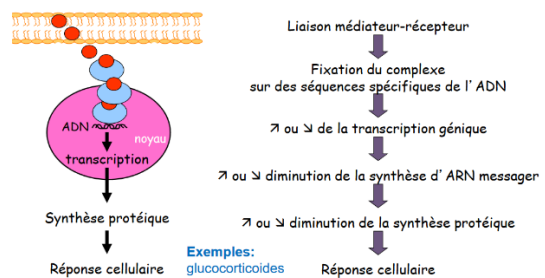 ADN
noyau
transcription
Synthèse protéique
Réponse cellulaire
Exemples:
glucocorticoides
Liaison médiateur-récepteur
Fixation du complexe
sur des séquences spécifiques de l'ADN
↗ ou ↘ de la transcription génique
↗ ou ↘ diminution de la synthèse d'ARN messager
↗ ou ↘ diminution de la synthèse protéique
Réponse cellulaire